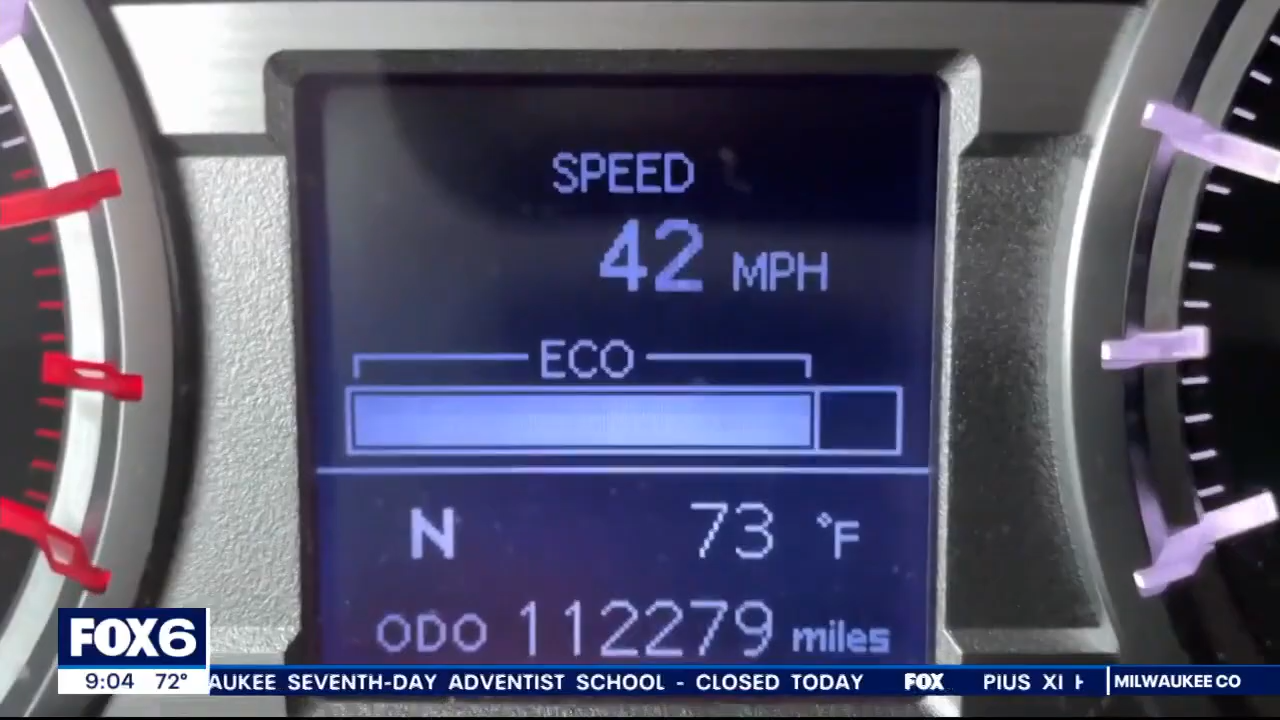 SPEED
42 MPH
ECO
N 73 °F
ODO 112279 miles
FOX6
9:04 72° AUKEE SEVENTH-DAY ADVENTIST SCHOOL - CLOSED TODAY FOX PIUS XI MILWAUKEE CO